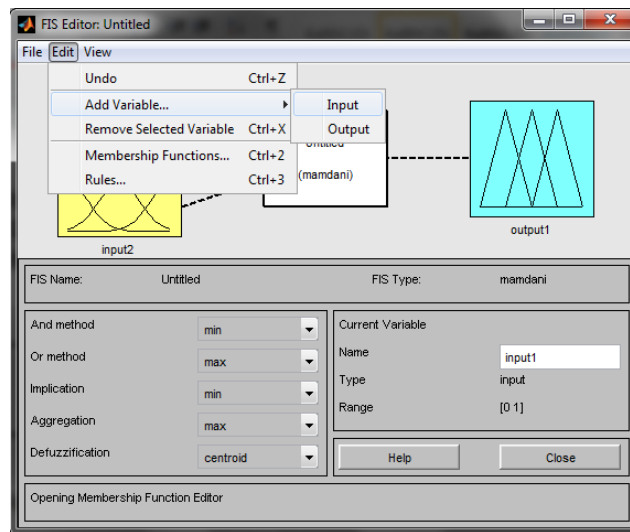 FIS Editor: Untitled
File Edit View
Undo Ctrl+Z
Add Variable...
Input
Remove Selected Variable Ctrl+X
Output
Membership Functions... Ctrl+2
Rules... Ctrl+3
Untitled
(mamdani)
input2
output1
FIS Name: Untitled FIS Type: mamdani
And method min
Or method max
Implication min
Aggregation max
Defuzzification centroid
Current Variable
Name input1
Type input
Range [0 1]
Help Close
Opening Membership Function Editor